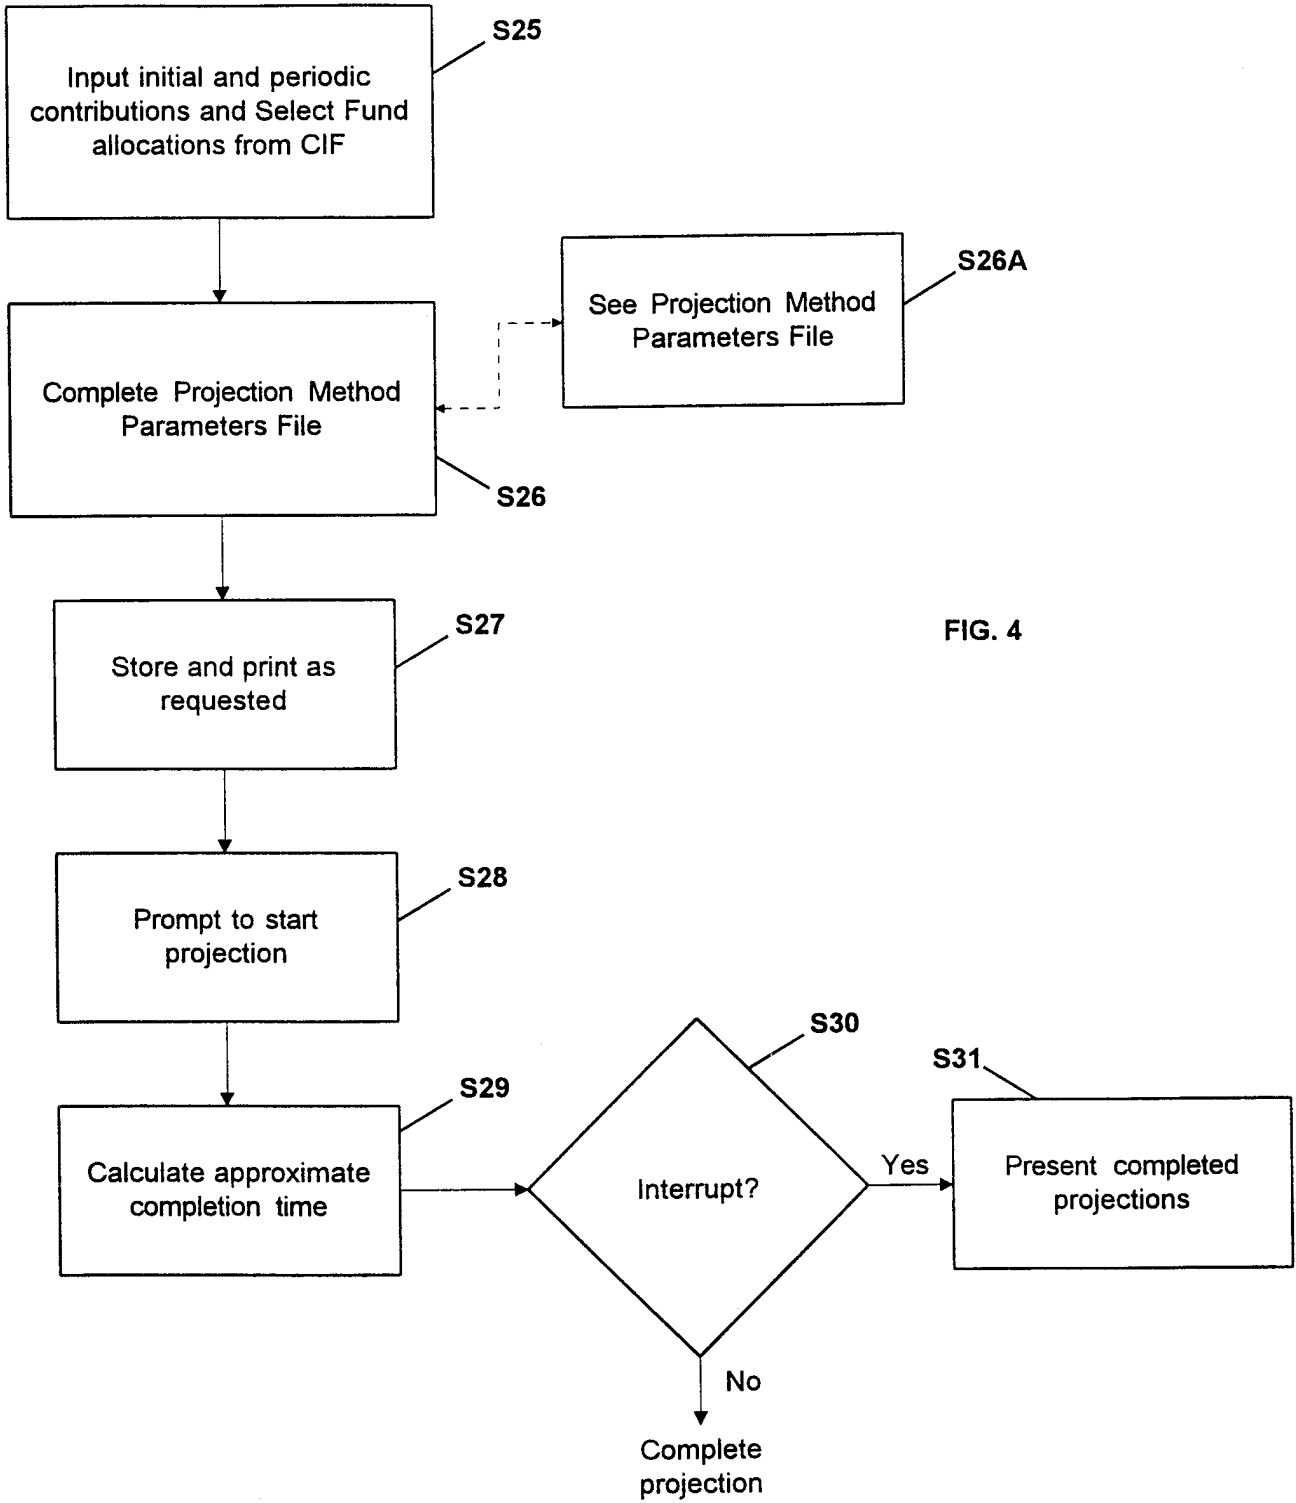 S25
Input initial and periodic
contributions and Select Fund
allocations from CIF
S26A
See Projection Method
Parameters File
Complete Projection Method
Parameters File
S26
S27
Store and print as
requested
FIG. 4
S28
Prompt to start
projection
S29
Calculate approximate
completion time
S30
Interrupt?
Yes
S31
Present completed
projections
No
Complete
projection